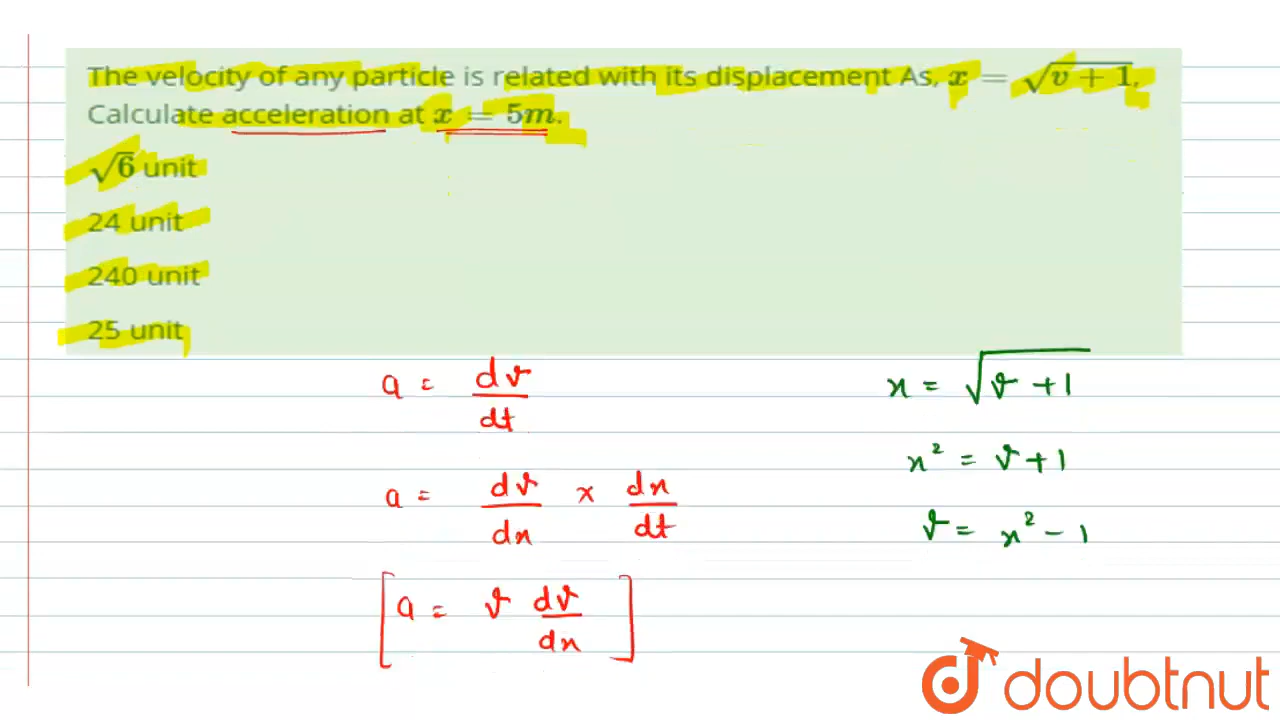 The velocity of any particle is related with its displacement As, x = √(v + 1),
Calculate acceleration at x = 5m.
√6 unit
24 unit
240 unit
25 unit
a = dv/dt
x = √(v + 1)
x² = v + 1
a = dv/dx × dx/dt
v = x² − 1
[a = v dv/dx]
doubtnut